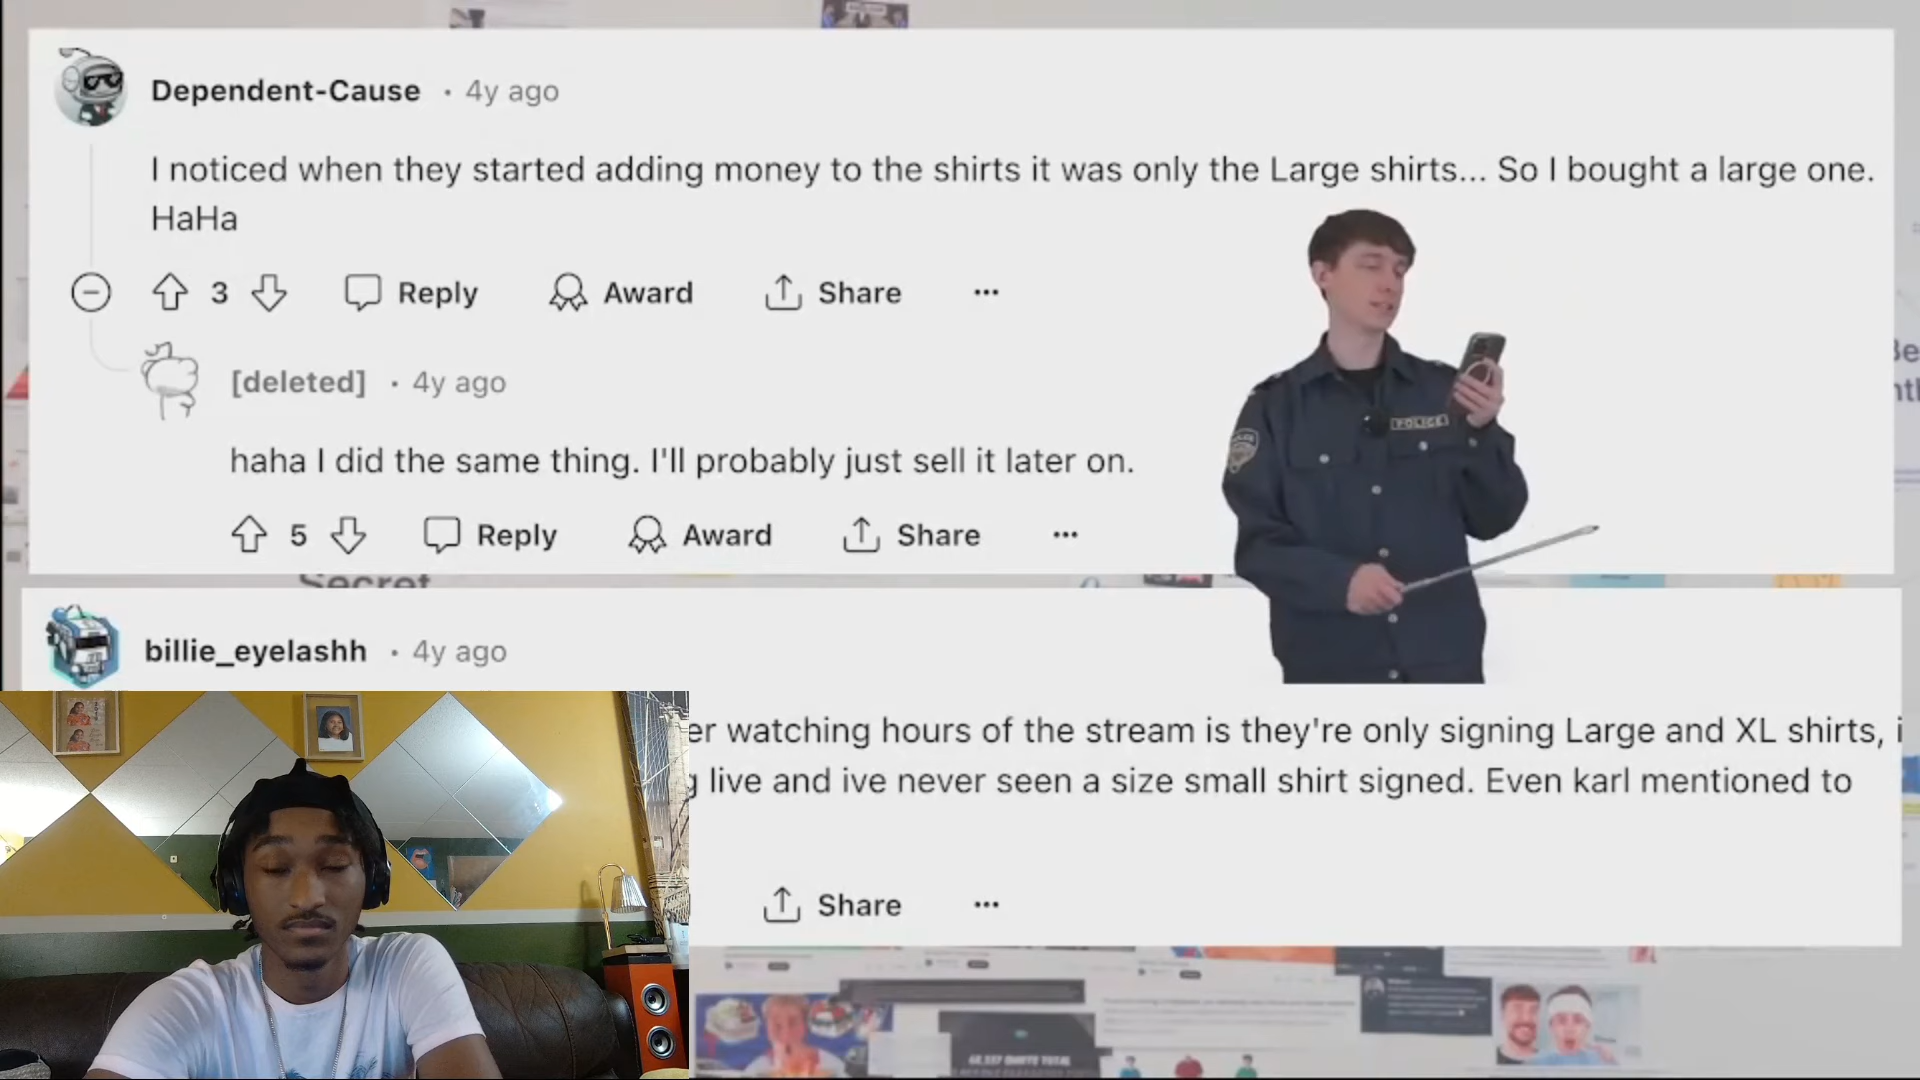 Dependent-Cause · 4y ago
I noticed when they started adding money to the shirts it was only the Large shirts... So I bought a large one.
HaHa
3 Reply Award Share ...
[deleted] · 4y ago
haha I did the same thing. I'll probably just sell it later on.
5 Reply Award Share ...
POLICE
Secret
billie_eyelashh · 4y ago
watching hours of the stream is they're only signing Large and XL shirts, i
live and ive never seen a size small shirt signed. Even karl mentioned to
Share ...